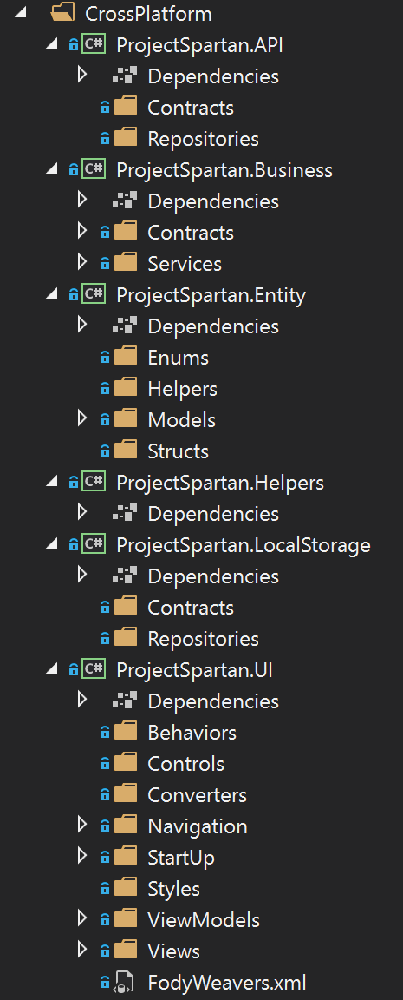 CrossPlatform
C# ProjectSpartan.API
Dependencies
Contracts
Repositories
C# ProjectSpartan.Business
Dependencies
Contracts
Services
C# ProjectSpartan.Entity
Dependencies
Enums
Helpers
Models
Structs
C# ProjectSpartan.Helpers
Dependencies
C# ProjectSpartan.LocalStorage
Dependencies
Contracts
Repositories
C# ProjectSpartan.UI
Dependencies
Behaviors
Controls
Converters
Navigation
StartUp
Styles
ViewModels
Views
FodyWeavers.xml